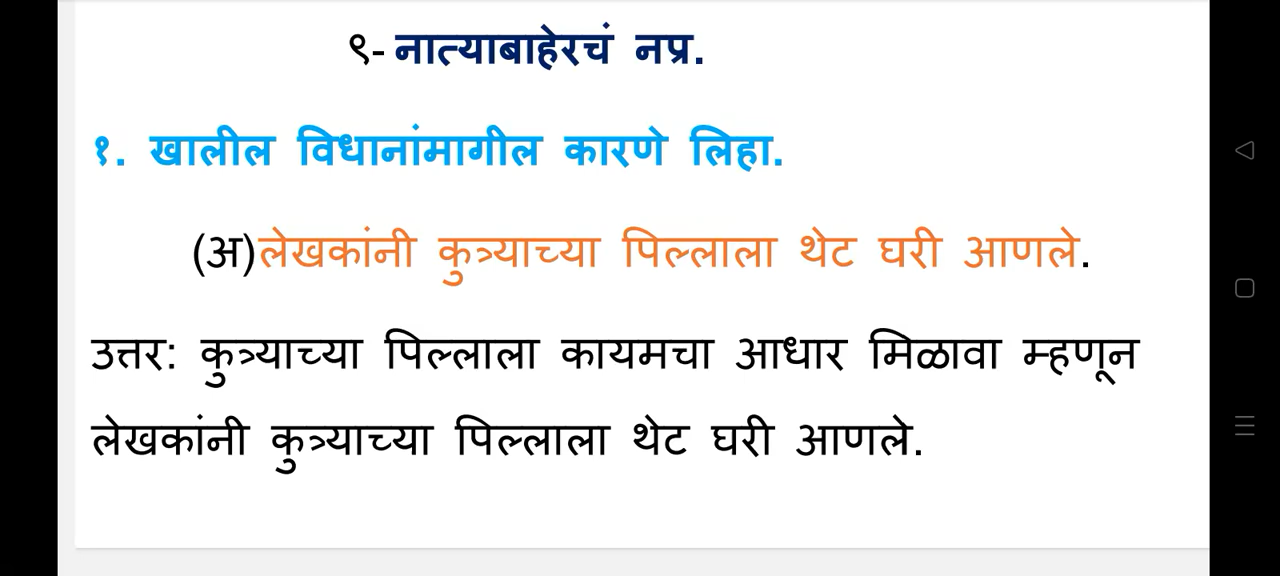 ९- नात्याबाहेरचं नप्र.
१. खालील विधानांमागील कारणे लिहा.
(अ)लेखकांनी कुत्र्याच्या पिल्लाला थेट घरी आणले.
उत्तर: कुत्र्याच्या पिल्लाला कायमचा आधार मिळावा म्हणून
लेखकांनी कुत्र्याच्या पिल्लाला थेट घरी आणले.